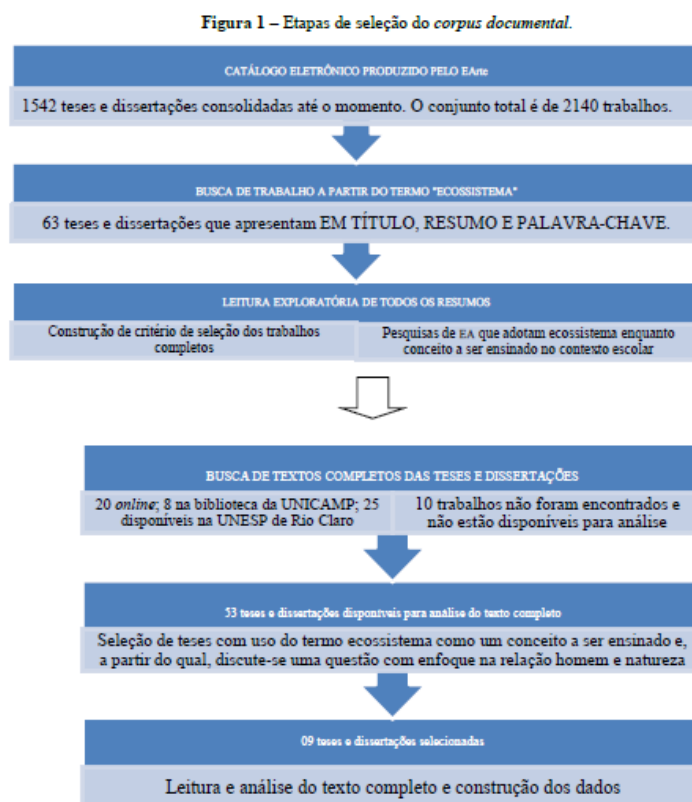 Figura 1 – Etapas de seleção do corpus documental.
CATÁLOGO ELETRÔNICO PRODUZIDO PELO EArte
1542 teses e dissertações consolidadas até o momento. O conjunto total é de 2140 trabalhos.
BUSCA DE TRABALHO A PARTIR DO TERMO "ECOSSISTEMA"
63 teses e dissertações que apresentam EM TÍTULO, RESUMO E PALAVRA-CHAVE.
LEITURA EXPLORATÓRIA DE TODOS OS RESUMOS
Construção de critério de seleção dos trabalhos
completos
Pesquisas de EA que adotam ecossistema enquanto
conceito a ser ensinado no contexto escolar
BUSCA DE TEXTOS COMPLETOS DAS TESES E DISSERTAÇÕES
20 online; 8 na biblioteca da UNICAMP; 25
disponíveis na UNESP de Rio Claro
10 trabalhos não foram encontrados e
não estão disponíveis para análise
53 teses e dissertações disponíveis para análise do texto completo
Seleção de teses com uso do termo ecossistema como um conceito a ser ensinado e,
a partir do qual, discute-se uma questão com enfoque na relação homem e natureza
09 teses e dissertações selecionadas
Leitura e análise do texto completo e construção dos dados